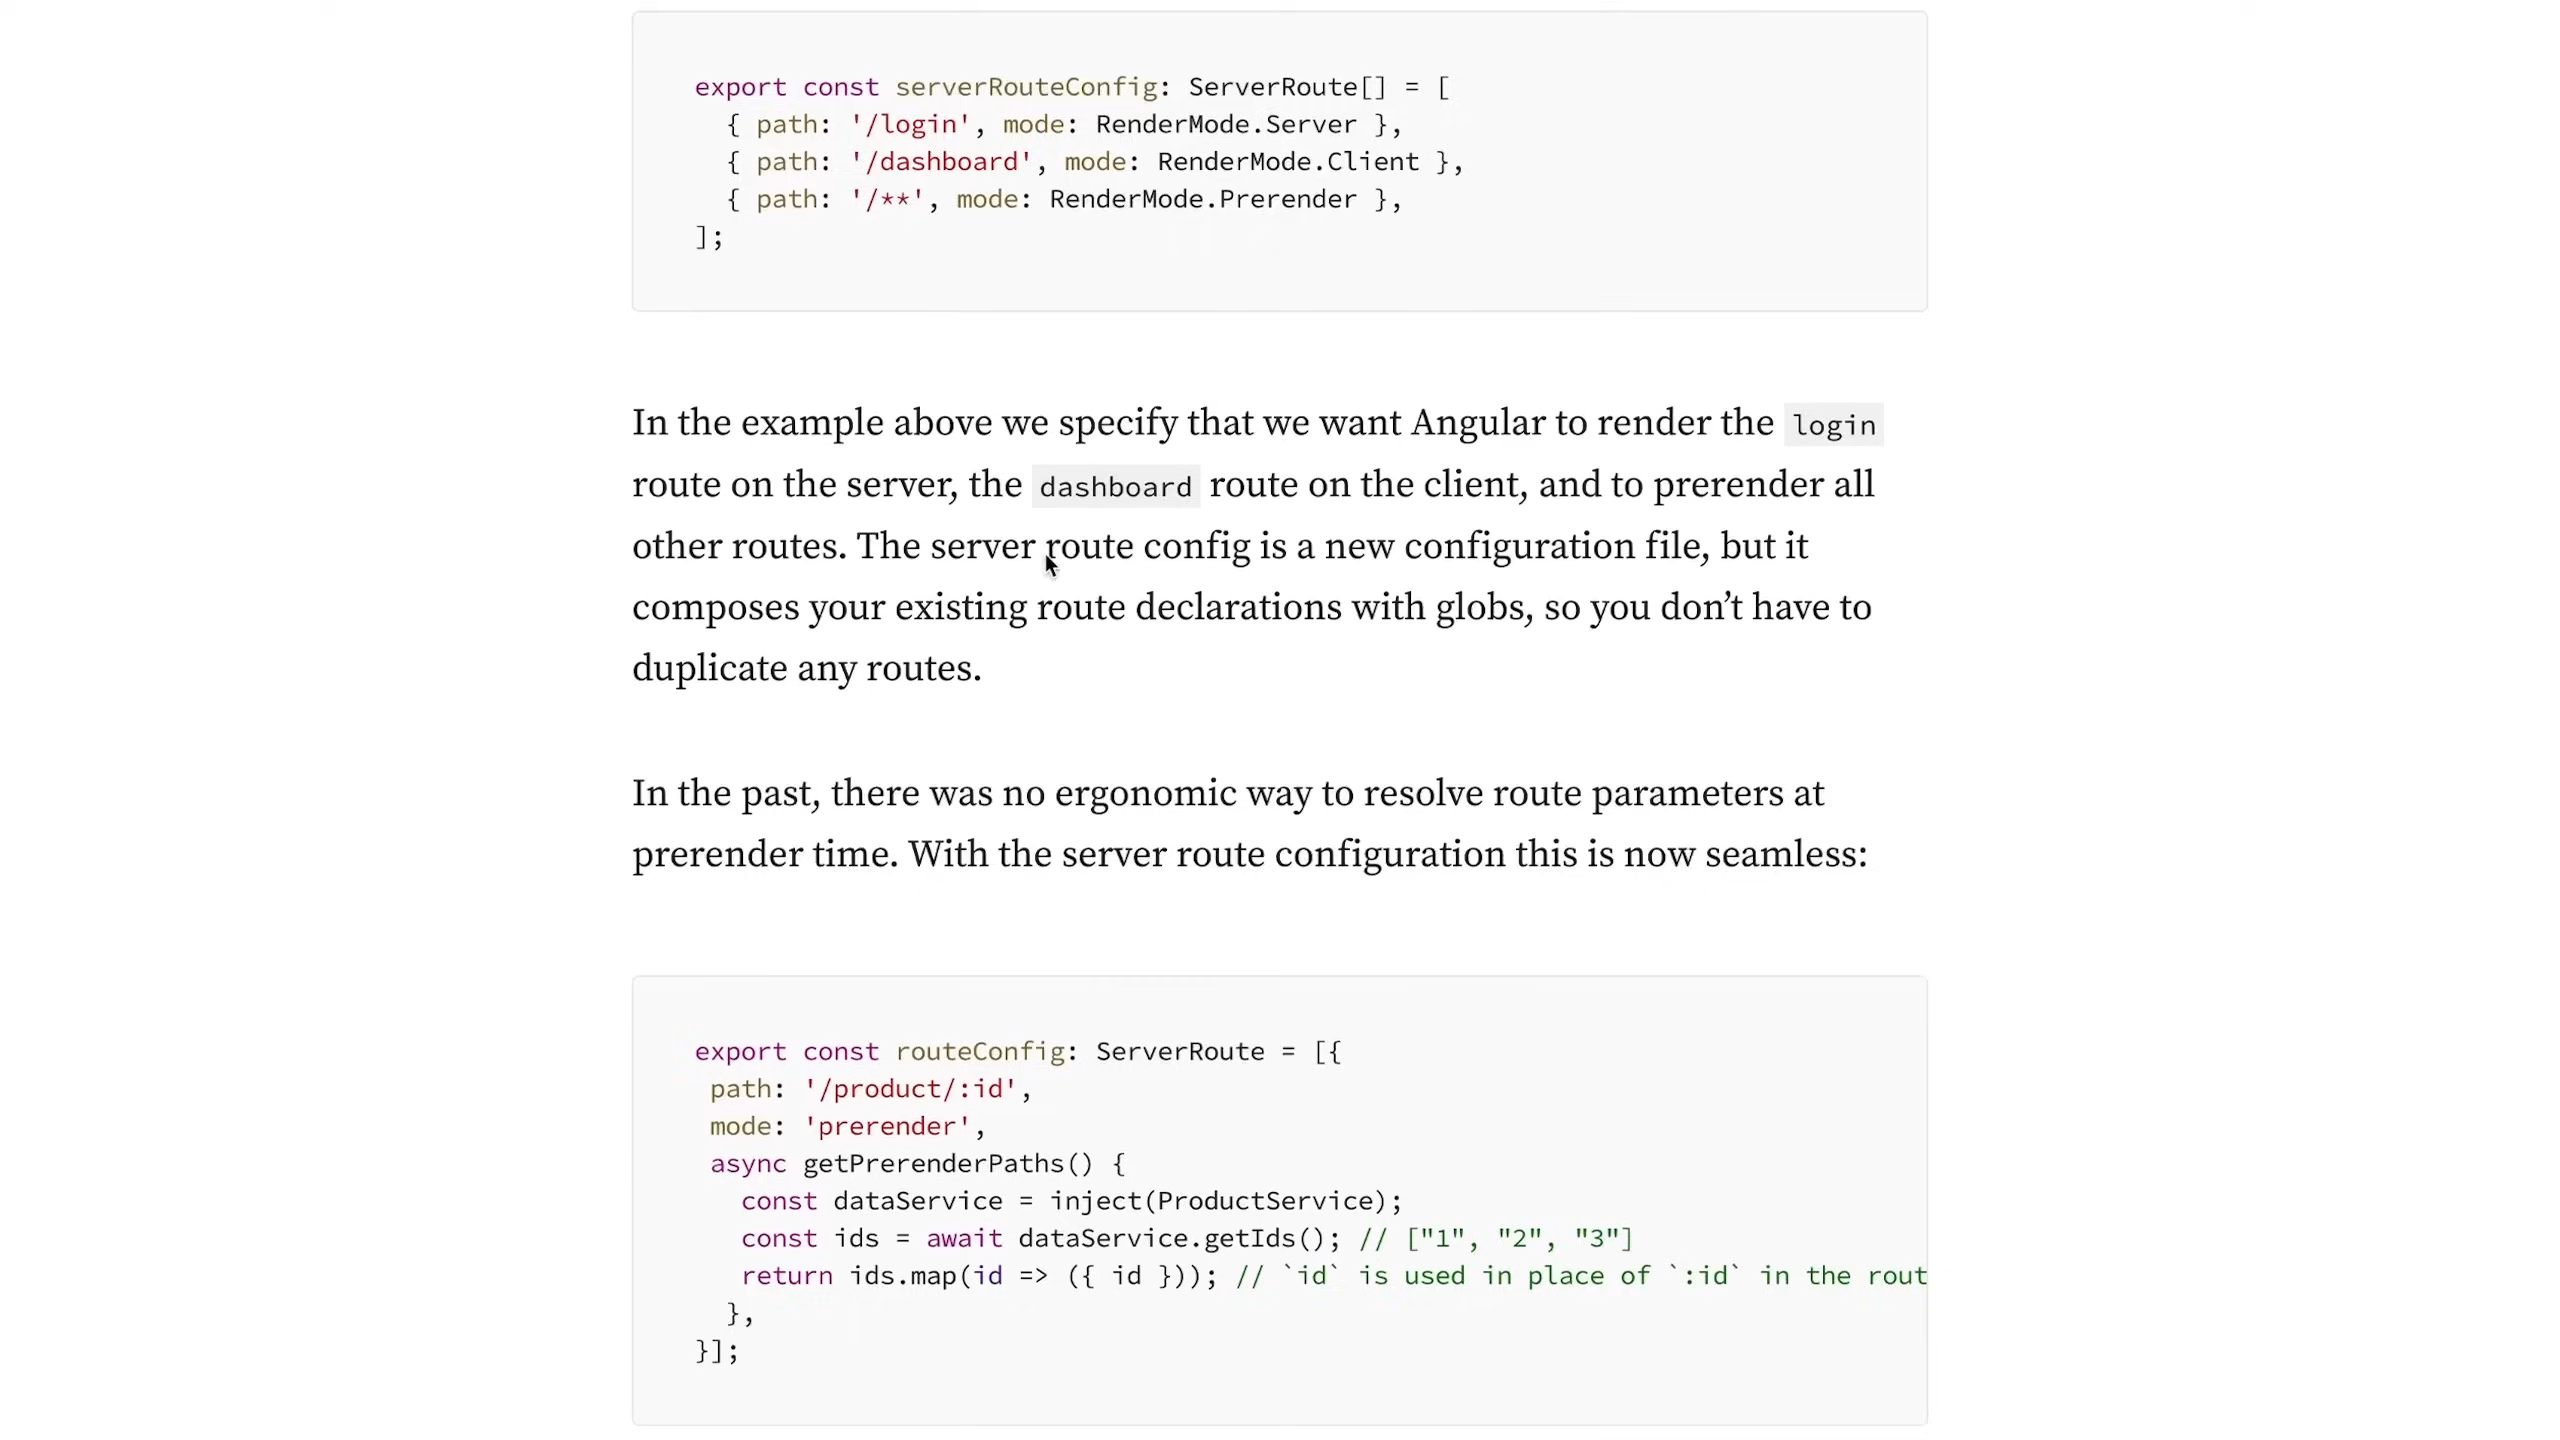 export const serverRouteConfig: ServerRoute[] = [
  { path: '/login', mode: RenderMode.Server },
  { path: '/dashboard', mode: RenderMode.Client },
  { path: '/**', mode: RenderMode.Prerender },
];
In the example above we specify that we want Angular to render the login
route on the server, the dashboard route on the client, and to prerender all
other routes. The server route config is a new configuration file, but it
composes your existing route declarations with globs, so you don’t have to
duplicate any routes.
In the past, there was no ergonomic way to resolve route parameters at
prerender time. With the server route configuration this is now seamless:
export const routeConfig: ServerRoute = [{
 path: '/product/:id',
 mode: 'prerender',
 async getPrerenderPaths() {
   const dataService = inject(ProductService);
   const ids = await dataService.getIds(); // ["1", "2", "3"]
   return ids.map(id => ({ id })); // `id` is used in place of `:id` in the rout
  },
}];